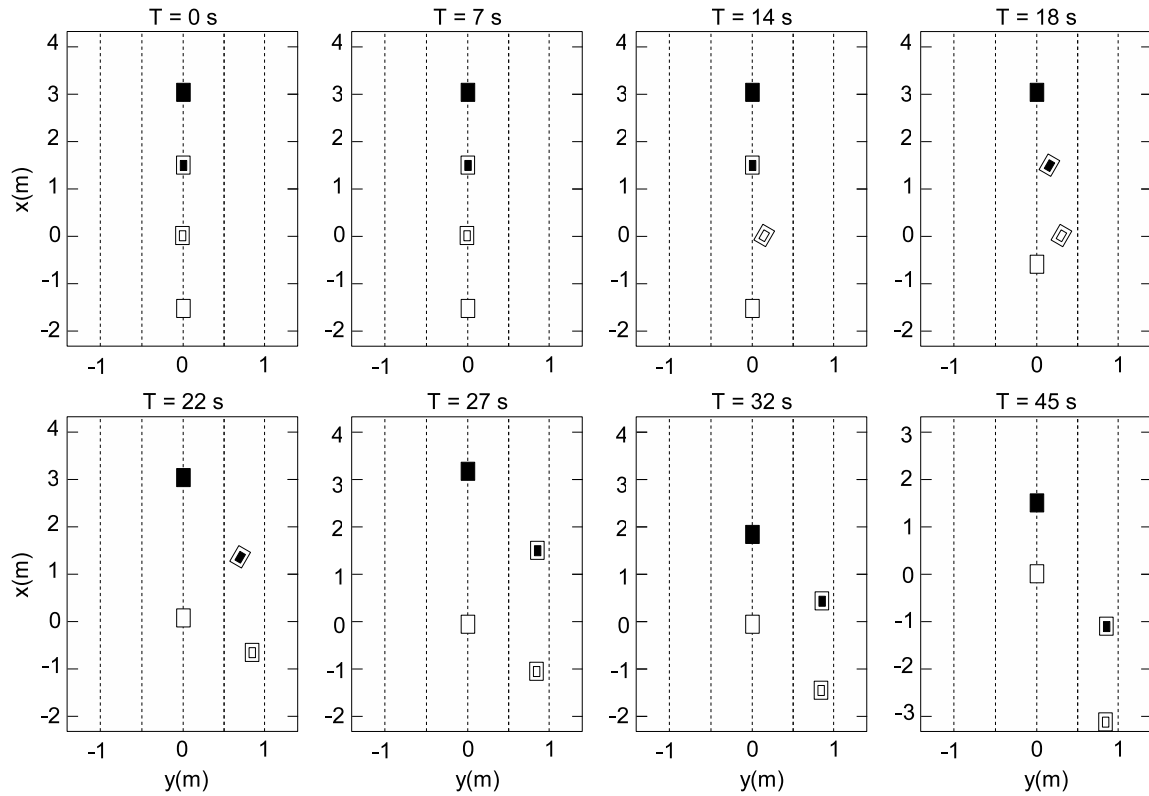 T = 0 s T = 7 s T = 14 s T = 18 s
4 4 4 4
3 3 3 3
2 2 2 2
1 1 1 1
0 0 0 0
-1 -1 -1 -1
-2 -2 -2 -2
x(m)
-1 0 1 -1 0 1 -1 0 1 -1 0 1
T = 22 s T = 27 s T = 32 s T = 45 s
4 4 4 3
3 3 3 2
2 2 2 1
1 1 1 0
0 0 0 -1
-1 -1 -1 -2
-2 -2 -2 -3
x(m)
-1 0 1 -1 0 1 -1 0 1 -1 0 1
y(m) y(m) y(m) y(m)